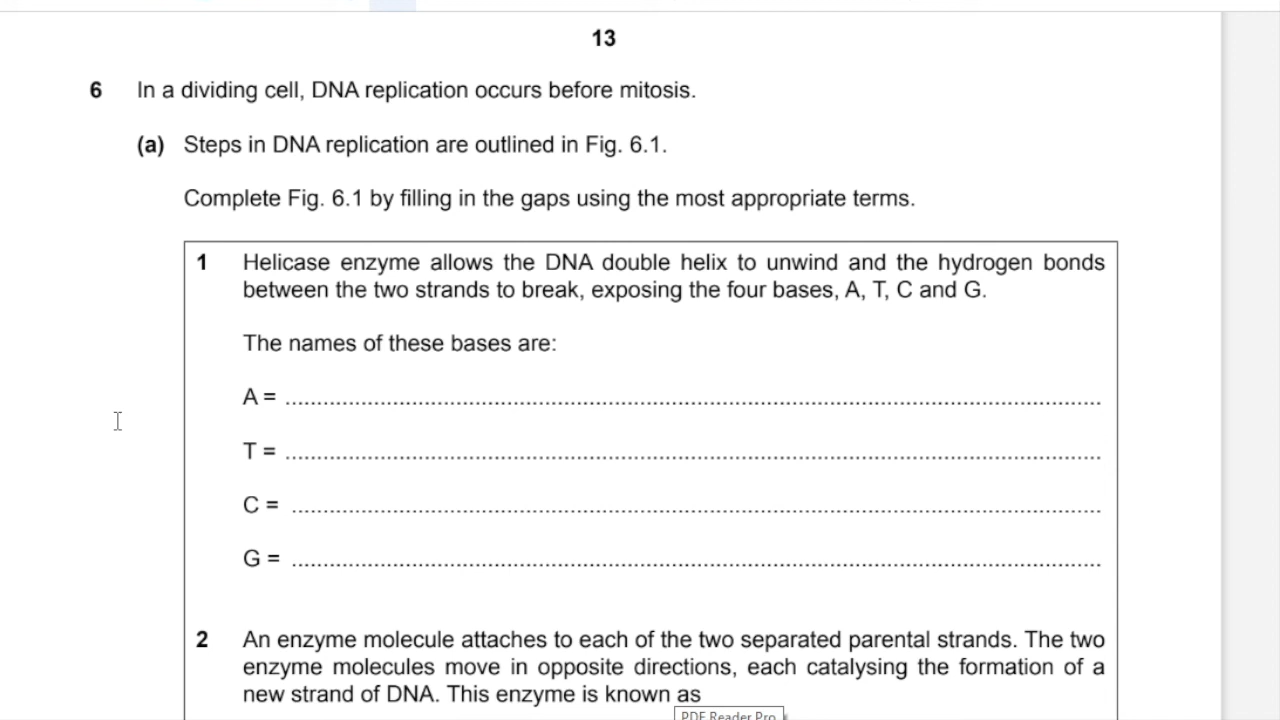 13
6 In a dividing cell, DNA replication occurs before mitosis.
(a) Steps in DNA replication are outlined in Fig. 6.1.
Complete Fig. 6.1 by filling in the gaps using the most appropriate terms.
1 Helicase enzyme allows the DNA double helix to unwind and the hydrogen bonds
between the two strands to break, exposing the four bases, A, T, C and G.
The names of these bases are:
A = ....................................................................................................
T = ....................................................................................................
C = ....................................................................................................
G = ....................................................................................................
2 An enzyme molecule attaches to each of the two separated parental strands. The two
enzyme molecules move in opposite directions, each catalysing the formation of a
new strand of DNA. This enzyme is known as
PDF Reader Pro